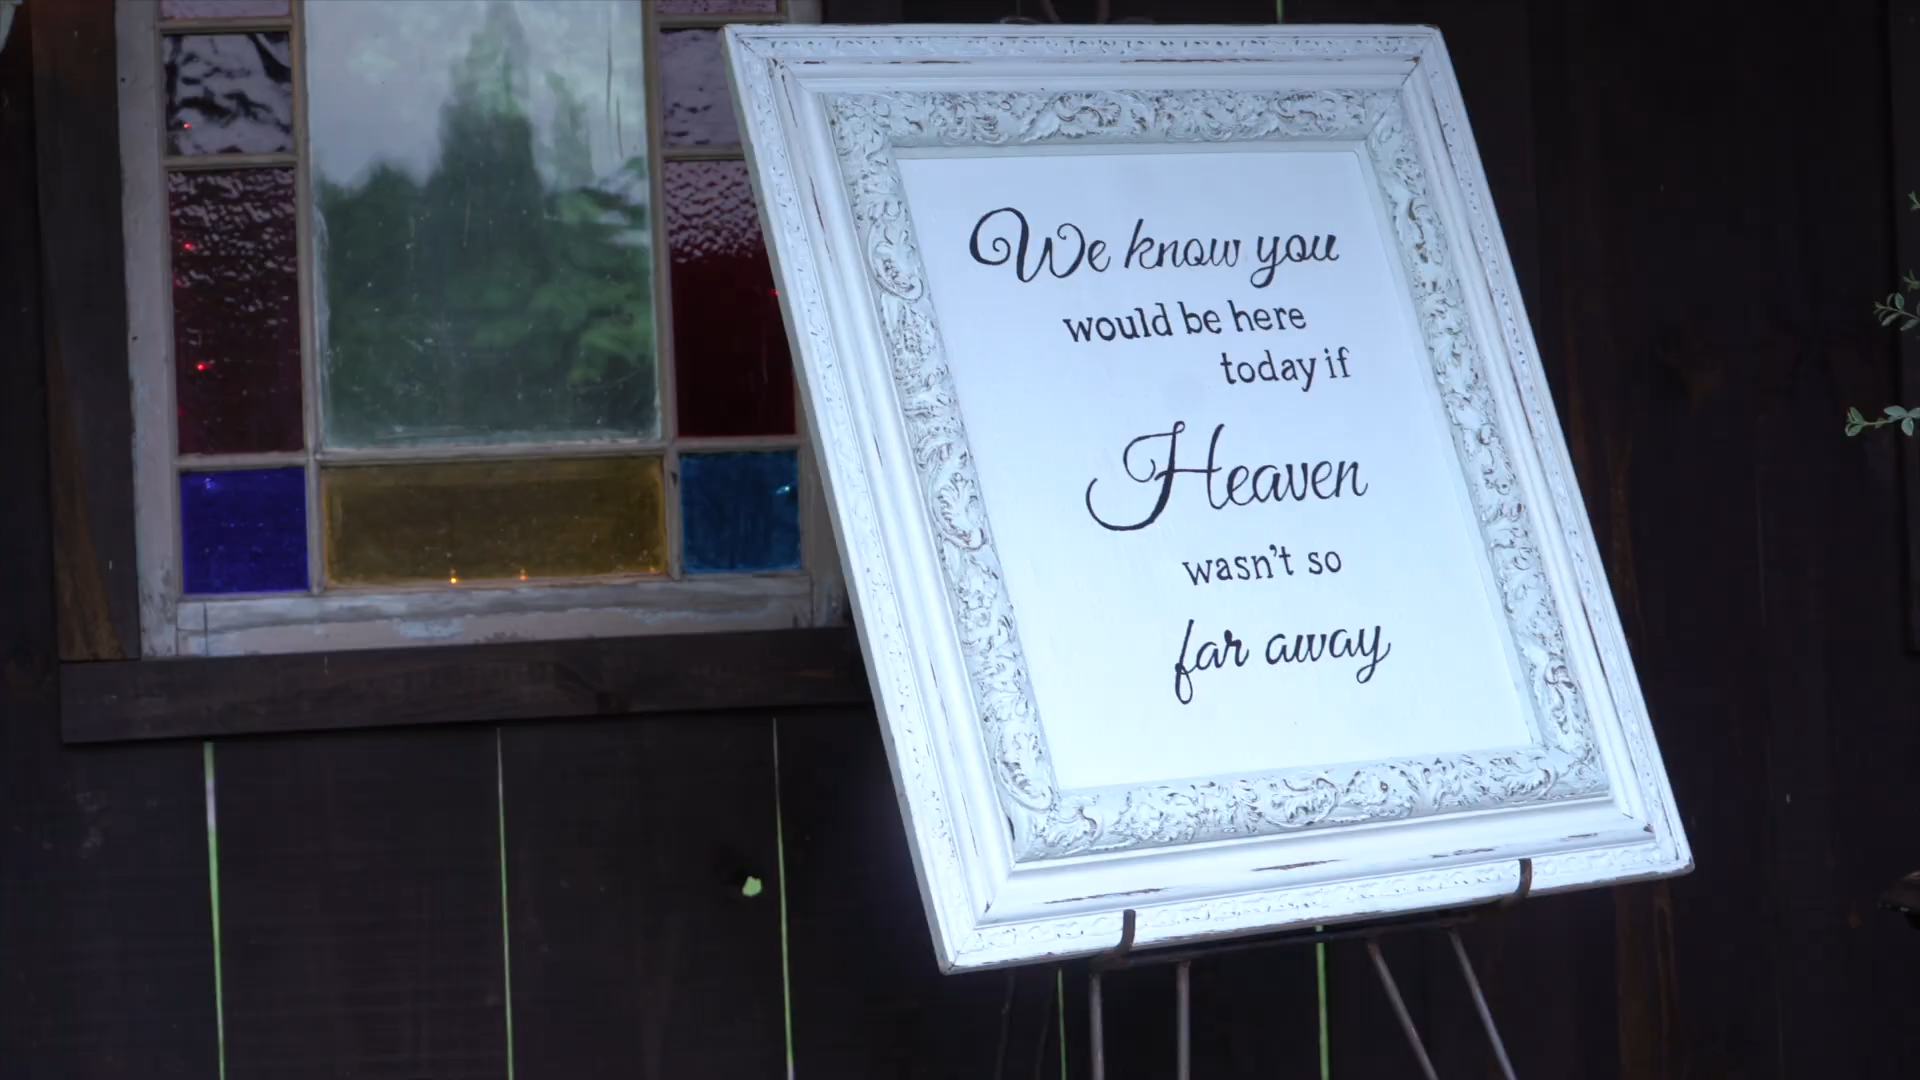 We know you
would be here
today if
Heaven
wasn't so
far away